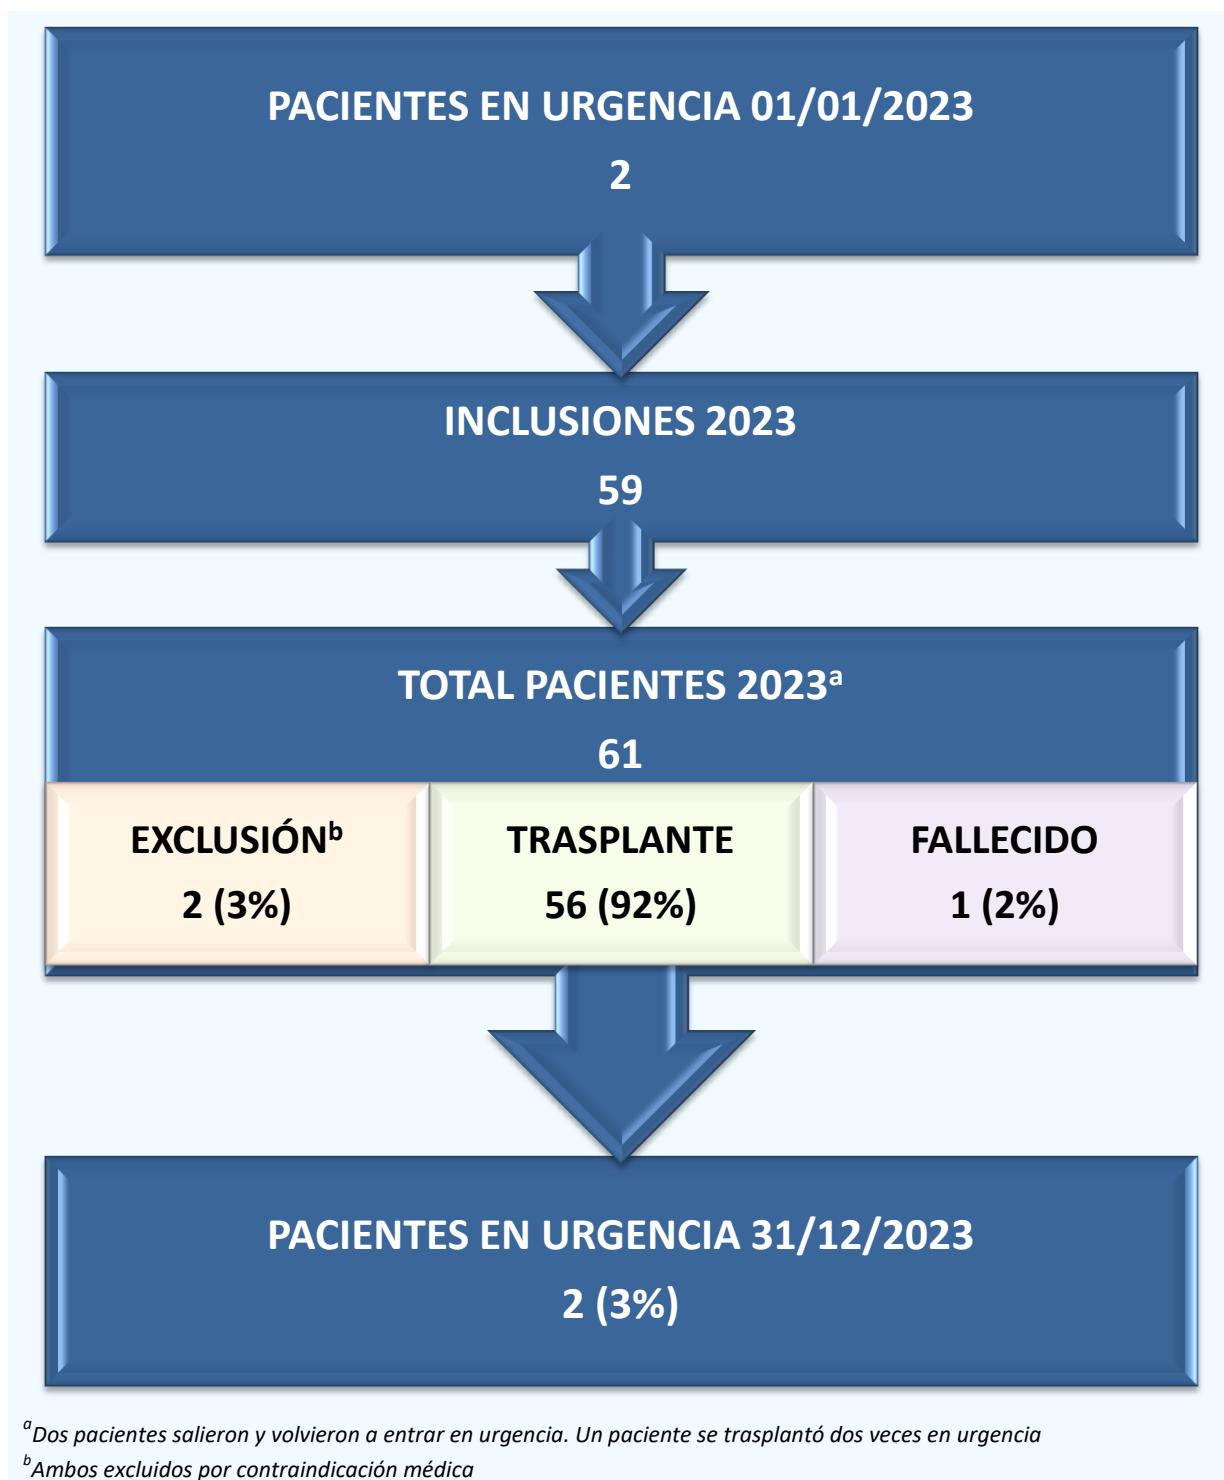 PACIENTES EN URGENCIA 01/01/2023
2
INCLUSIONES 2023
59
TOTAL PACIENTES 2023ᵃ
61
EXCLUSIÓNᵇ
2 (3%)
TRASPLANTE
56 (92%)
FALLECIDO
1 (2%)
PACIENTES EN URGENCIA 31/12/2023
2 (3%)
ᵃDos pacientes salieron y volvieron a entrar en urgencia. Un paciente se trasplantó dos veces en urgencia
ᵇAmbos excluidos por contraindicación médica